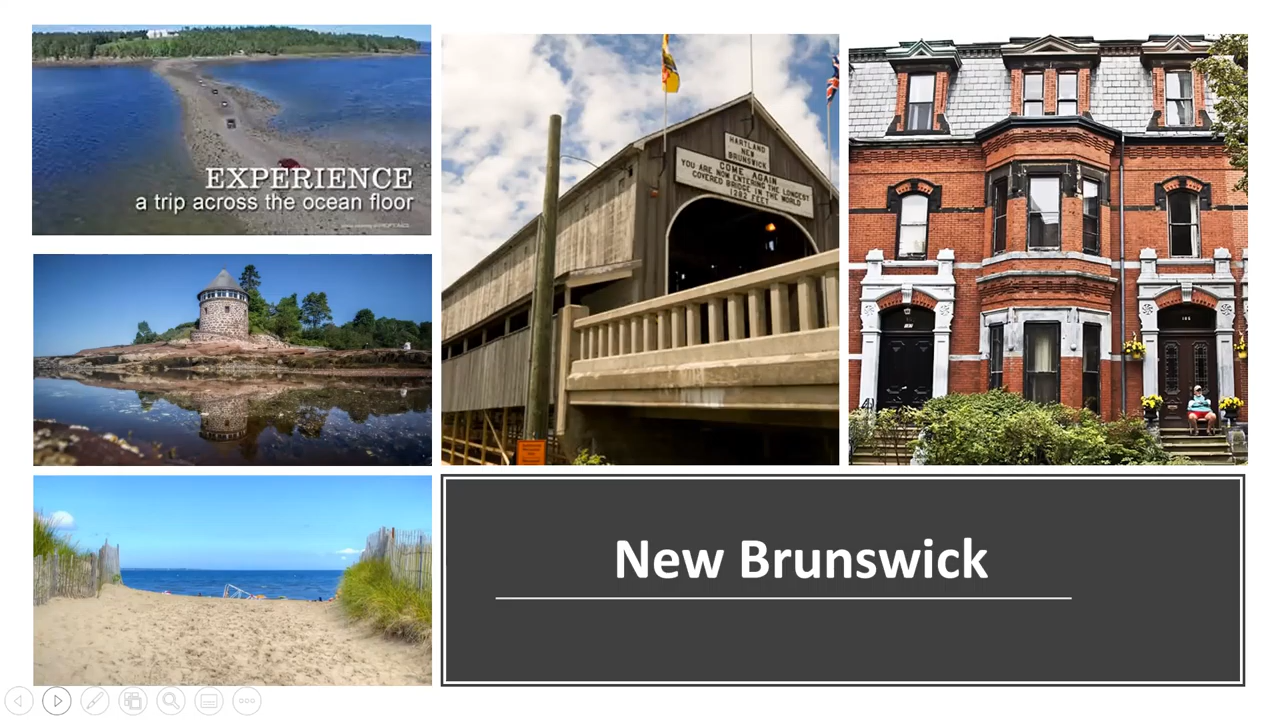 EXPERIENCE
a trip across the ocean floor
HARTLAND
NEW
BRUNSWICK
COME AGAIN
YOU ARE NOW ENTERING THE LONGEST
COVERED BRIDGE IN THE WORLD
1282 FEET
New Brunswick